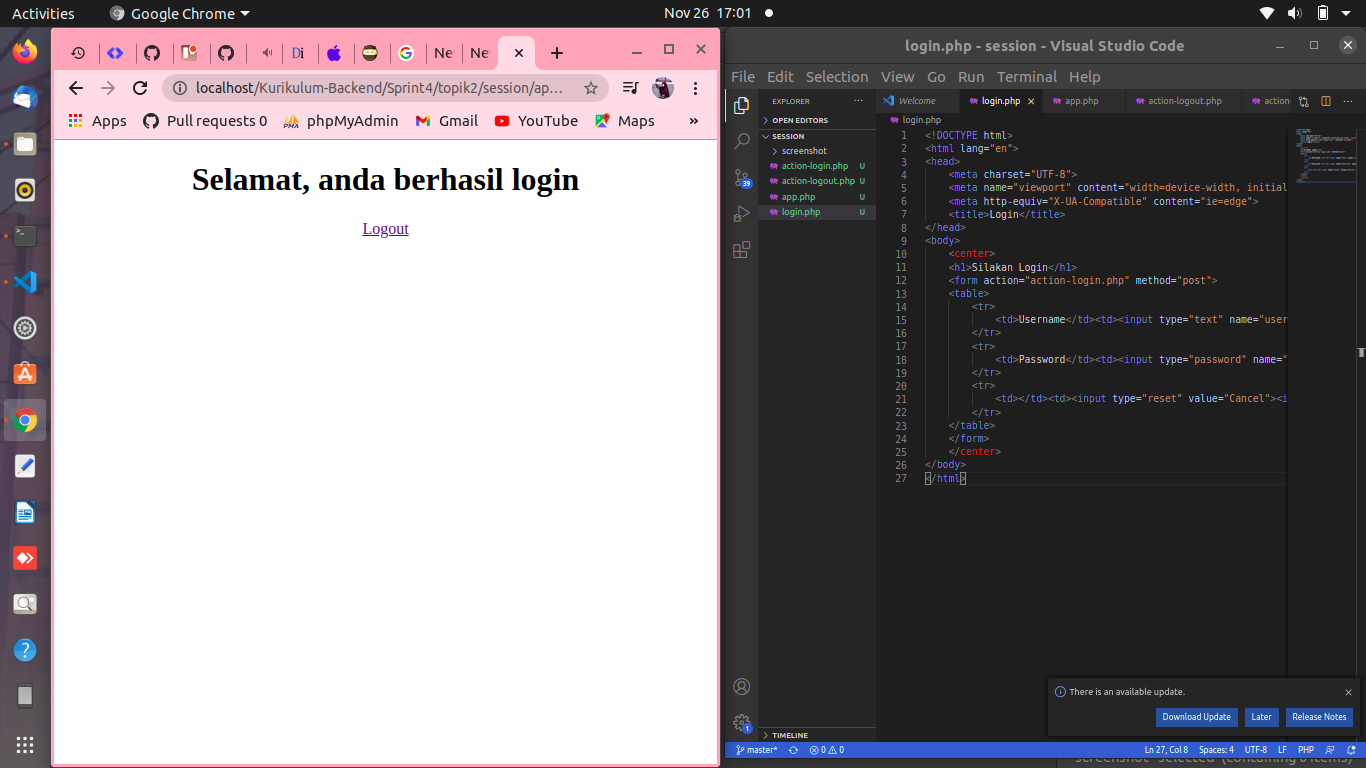 Activities
Google Chrome
Nov 26 17:01
Di
Ne
Ne
localhost/Kurikulum-Backend/Sprint4/topik2/session/ap...
Apps
Pull requests 0
PMA
phpMyAdmin
Gmail
YouTube
Maps
»
Selamat, anda berhasil login
Logout
login.php - session - Visual Studio Code
File Edit Selection View Go Run Terminal Help
EXPLORER
OPEN EDITORS
SESSION
screenshot
action-login.php U
action-logout.php U
app.php U
login.php U
TIMELINE
39
1
Welcome
login.php
app.php
action-logout.php
action-
login.php
1 <!DOCTYPE html>
2 <html lang="en">
3 <head>
4 <meta charset="UTF-8">
5 <meta name="viewport" content="width=device-width, initial
6 <meta http-equiv="X-UA-Compatible" content="ie=edge">
7 <title>Login</title>
8 </head>
9 <body>
10 <center>
11 <h1>Silakan Login</h1>
12 <form action="action-login.php" method="post">
13 <table>
14 <tr>
15 <td>Username</td><td><input type="text" name="user
16 </tr>
17 <tr>
18 <td>Password</td><td><input type="password" name="
19 </tr>
20 <tr>
21 <td></td><td><input type="reset" value="Cancel"><i
22 </tr>
23 </table>
24 </form>
25 </center>
26 </body>
27 </html>
There is an available update.
Download Update
Later
Release Notes
master*
0 0
Ln 27, Col 8
Spaces: 4
UTF-8
LF
PHP